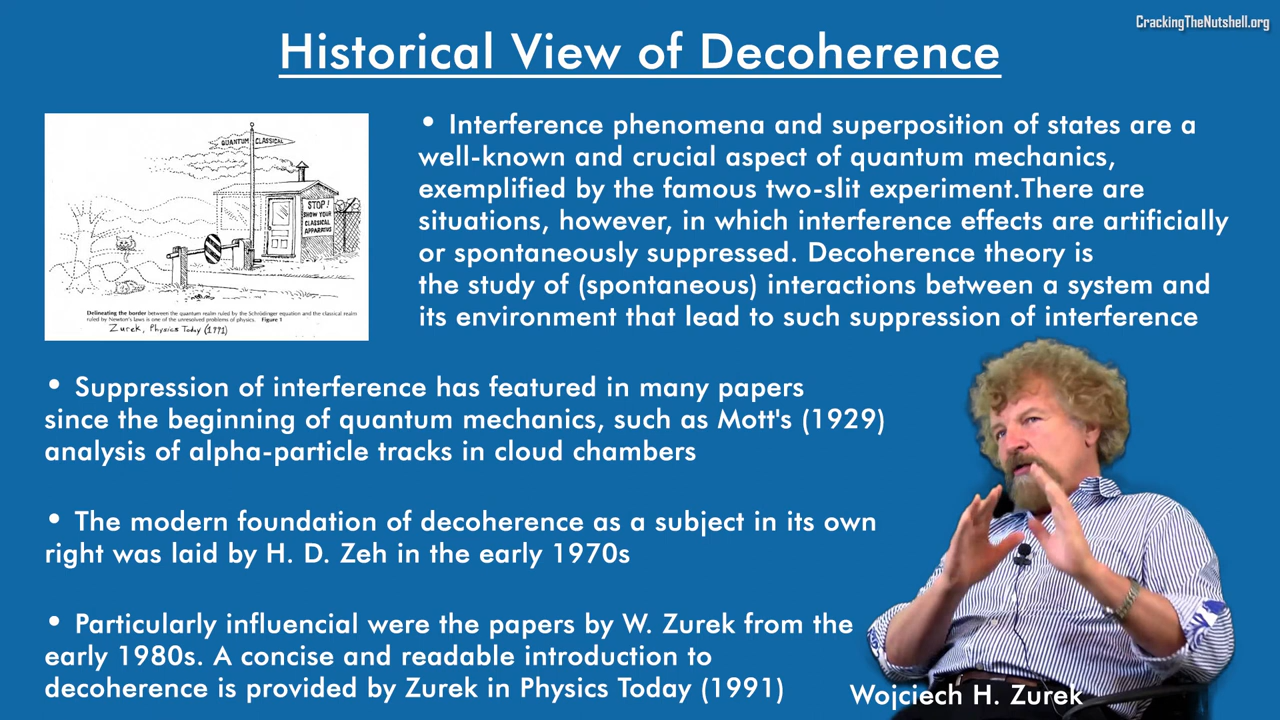 CrackingTheNutshell.org
Historical View of Decoherence
QUANTUM CLASSICAL
STOP!
SHOW YOUR
CLASSICAL
APPARATUS
Delineating the border between the quantum realm ruled by the Schrödinger equation and the classical realm
ruled by Newton's laws is one of the unresolved problems of physics. Figure 1
Zurek, Physics Today (1991)
• Interference phenomena and superposition of states are a
well-known and crucial aspect of quantum mechanics,
exemplified by the famous two-slit experiment.There are
situations, however, in which interference effects are artificially
or spontaneously suppressed. Decoherence theory is
the study of (spontaneous) interactions between a system and
its environment that lead to such suppression of interference
• Suppression of interference has featured in many papers
since the beginning of quantum mechanics, such as Mott's (1929)
analysis of alpha-particle tracks in cloud chambers
• The modern foundation of decoherence as a subject in its own
right was laid by H. D. Zeh in the early 1970s
• Particularly influencial were the papers by W. Zurek from the
early 1980s. A concise and readable introduction to
decoherence is provided by Zurek in Physics Today (1991)
Wojciech H. Zurek